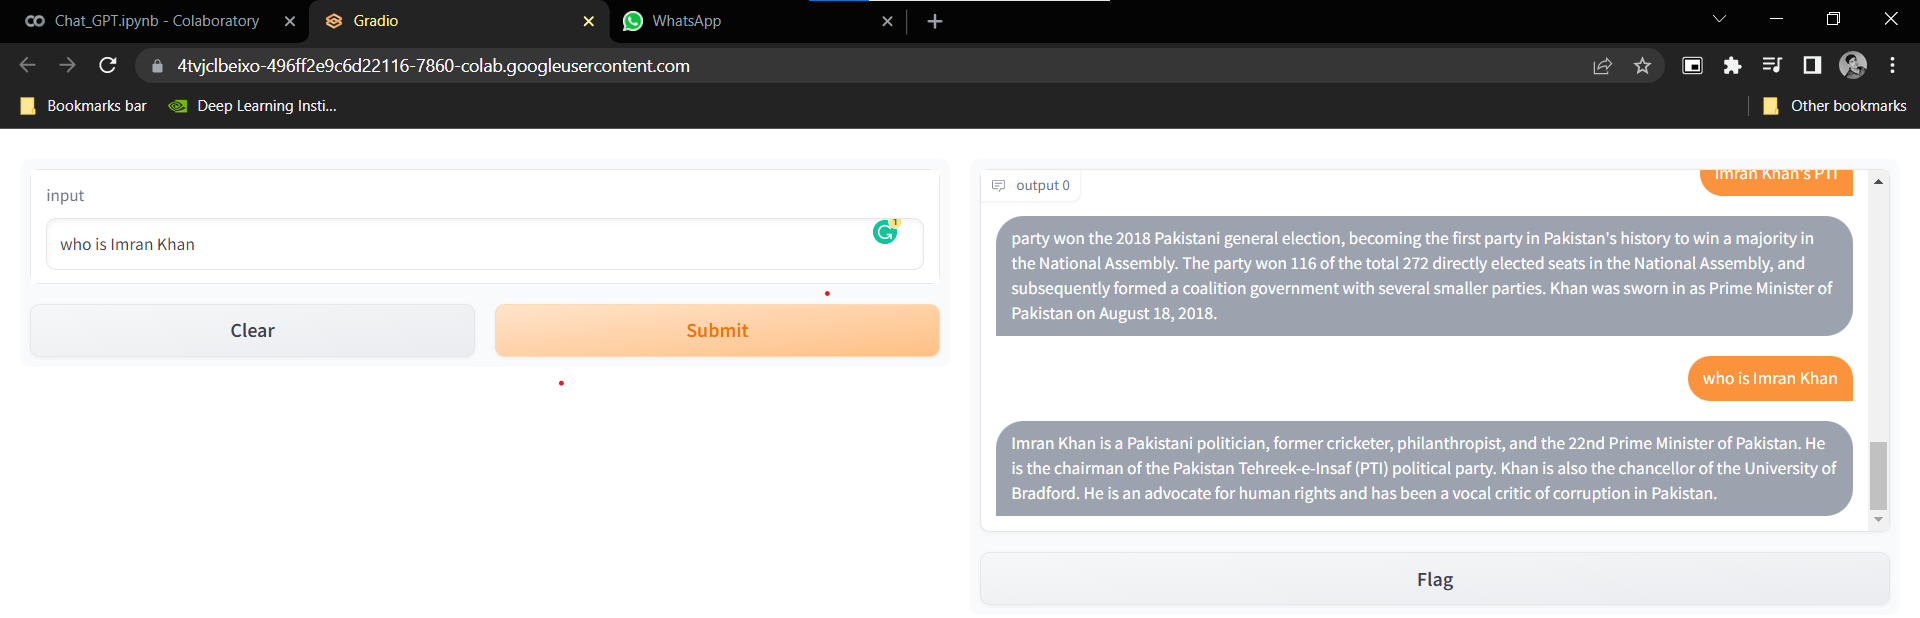 Chat_GPT.ipynb - Colaboratory
Gradio
WhatsApp
4tvjclbeixo-496ff2e9c6d22116-7860-colab.googleusercontent.com
Bookmarks bar
Deep Learning Insti...
Other bookmarks
input
who is Imran Khan
1
Clear
Submit
output 0
Imran Khan's PTI
party won the 2018 Pakistani general election, becoming the first party in Pakistan's history to win a majority in
the National Assembly. The party won 116 of the total 272 directly elected seats in the National Assembly, and
subsequently formed a coalition government with several smaller parties. Khan was sworn in as Prime Minister of
Pakistan on August 18, 2018.
who is Imran Khan
Imran Khan is a Pakistani politician, former cricketer, philanthropist, and the 22nd Prime Minister of Pakistan. He
is the chairman of the Pakistan Tehreek-e-Insaf (PTI) political party. Khan is also the chancellor of the University of
Bradford. He is an advocate for human rights and has been a vocal critic of corruption in Pakistan.
Flag